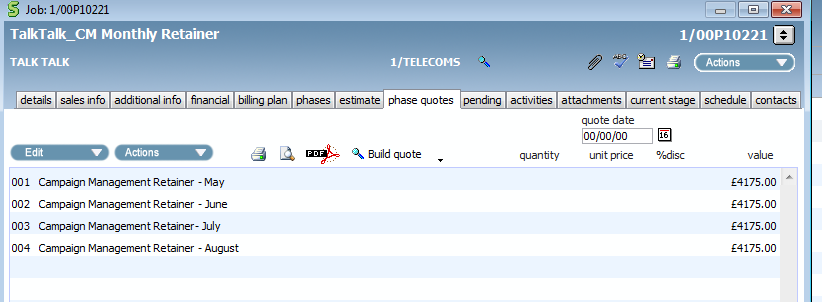 Job: 1/00P10221
TalkTalk_CM Monthly Retainer 1/00P10221
TALK TALK 1/TELECOMS ABC Actions
details sales info additional info financial billing plan phases estimate phase quotes pending activities attachments current stage schedule contacts
quote date
00/00/00 16
Edit Actions PDF Build quote quantity unit price %disc value
001 Campaign Management Retainer - May £4175.00
002 Campaign Management Retainer - June £4175.00
003 Campaign Management Retainer- July £4175.00
004 Campaign Management Retainer - August £4175.00